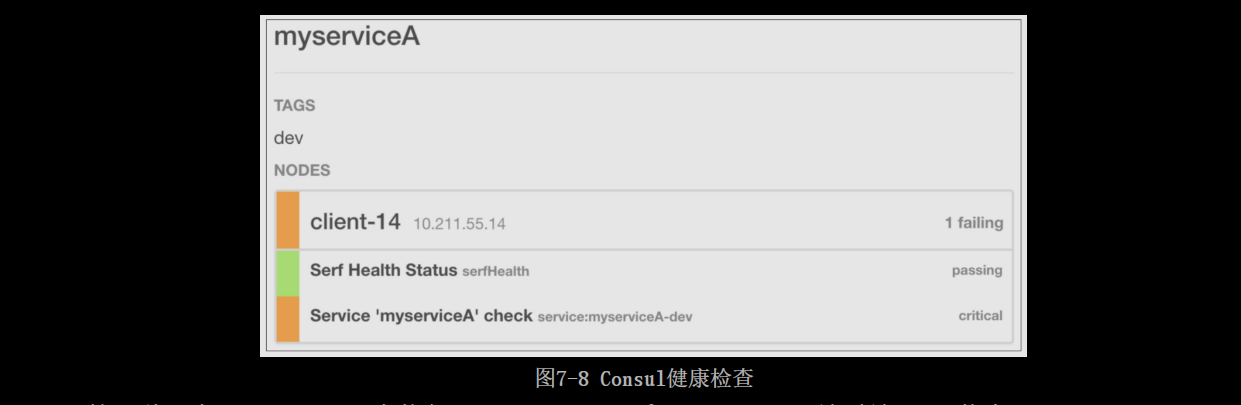 myserviceA
TAGS
dev
NODES
client-14 10.211.55.14 1 failing
Serf Health Status serfHealth passing
Service 'myserviceA' check service:myserviceA-dev critical
图7-8 Consul健康检查